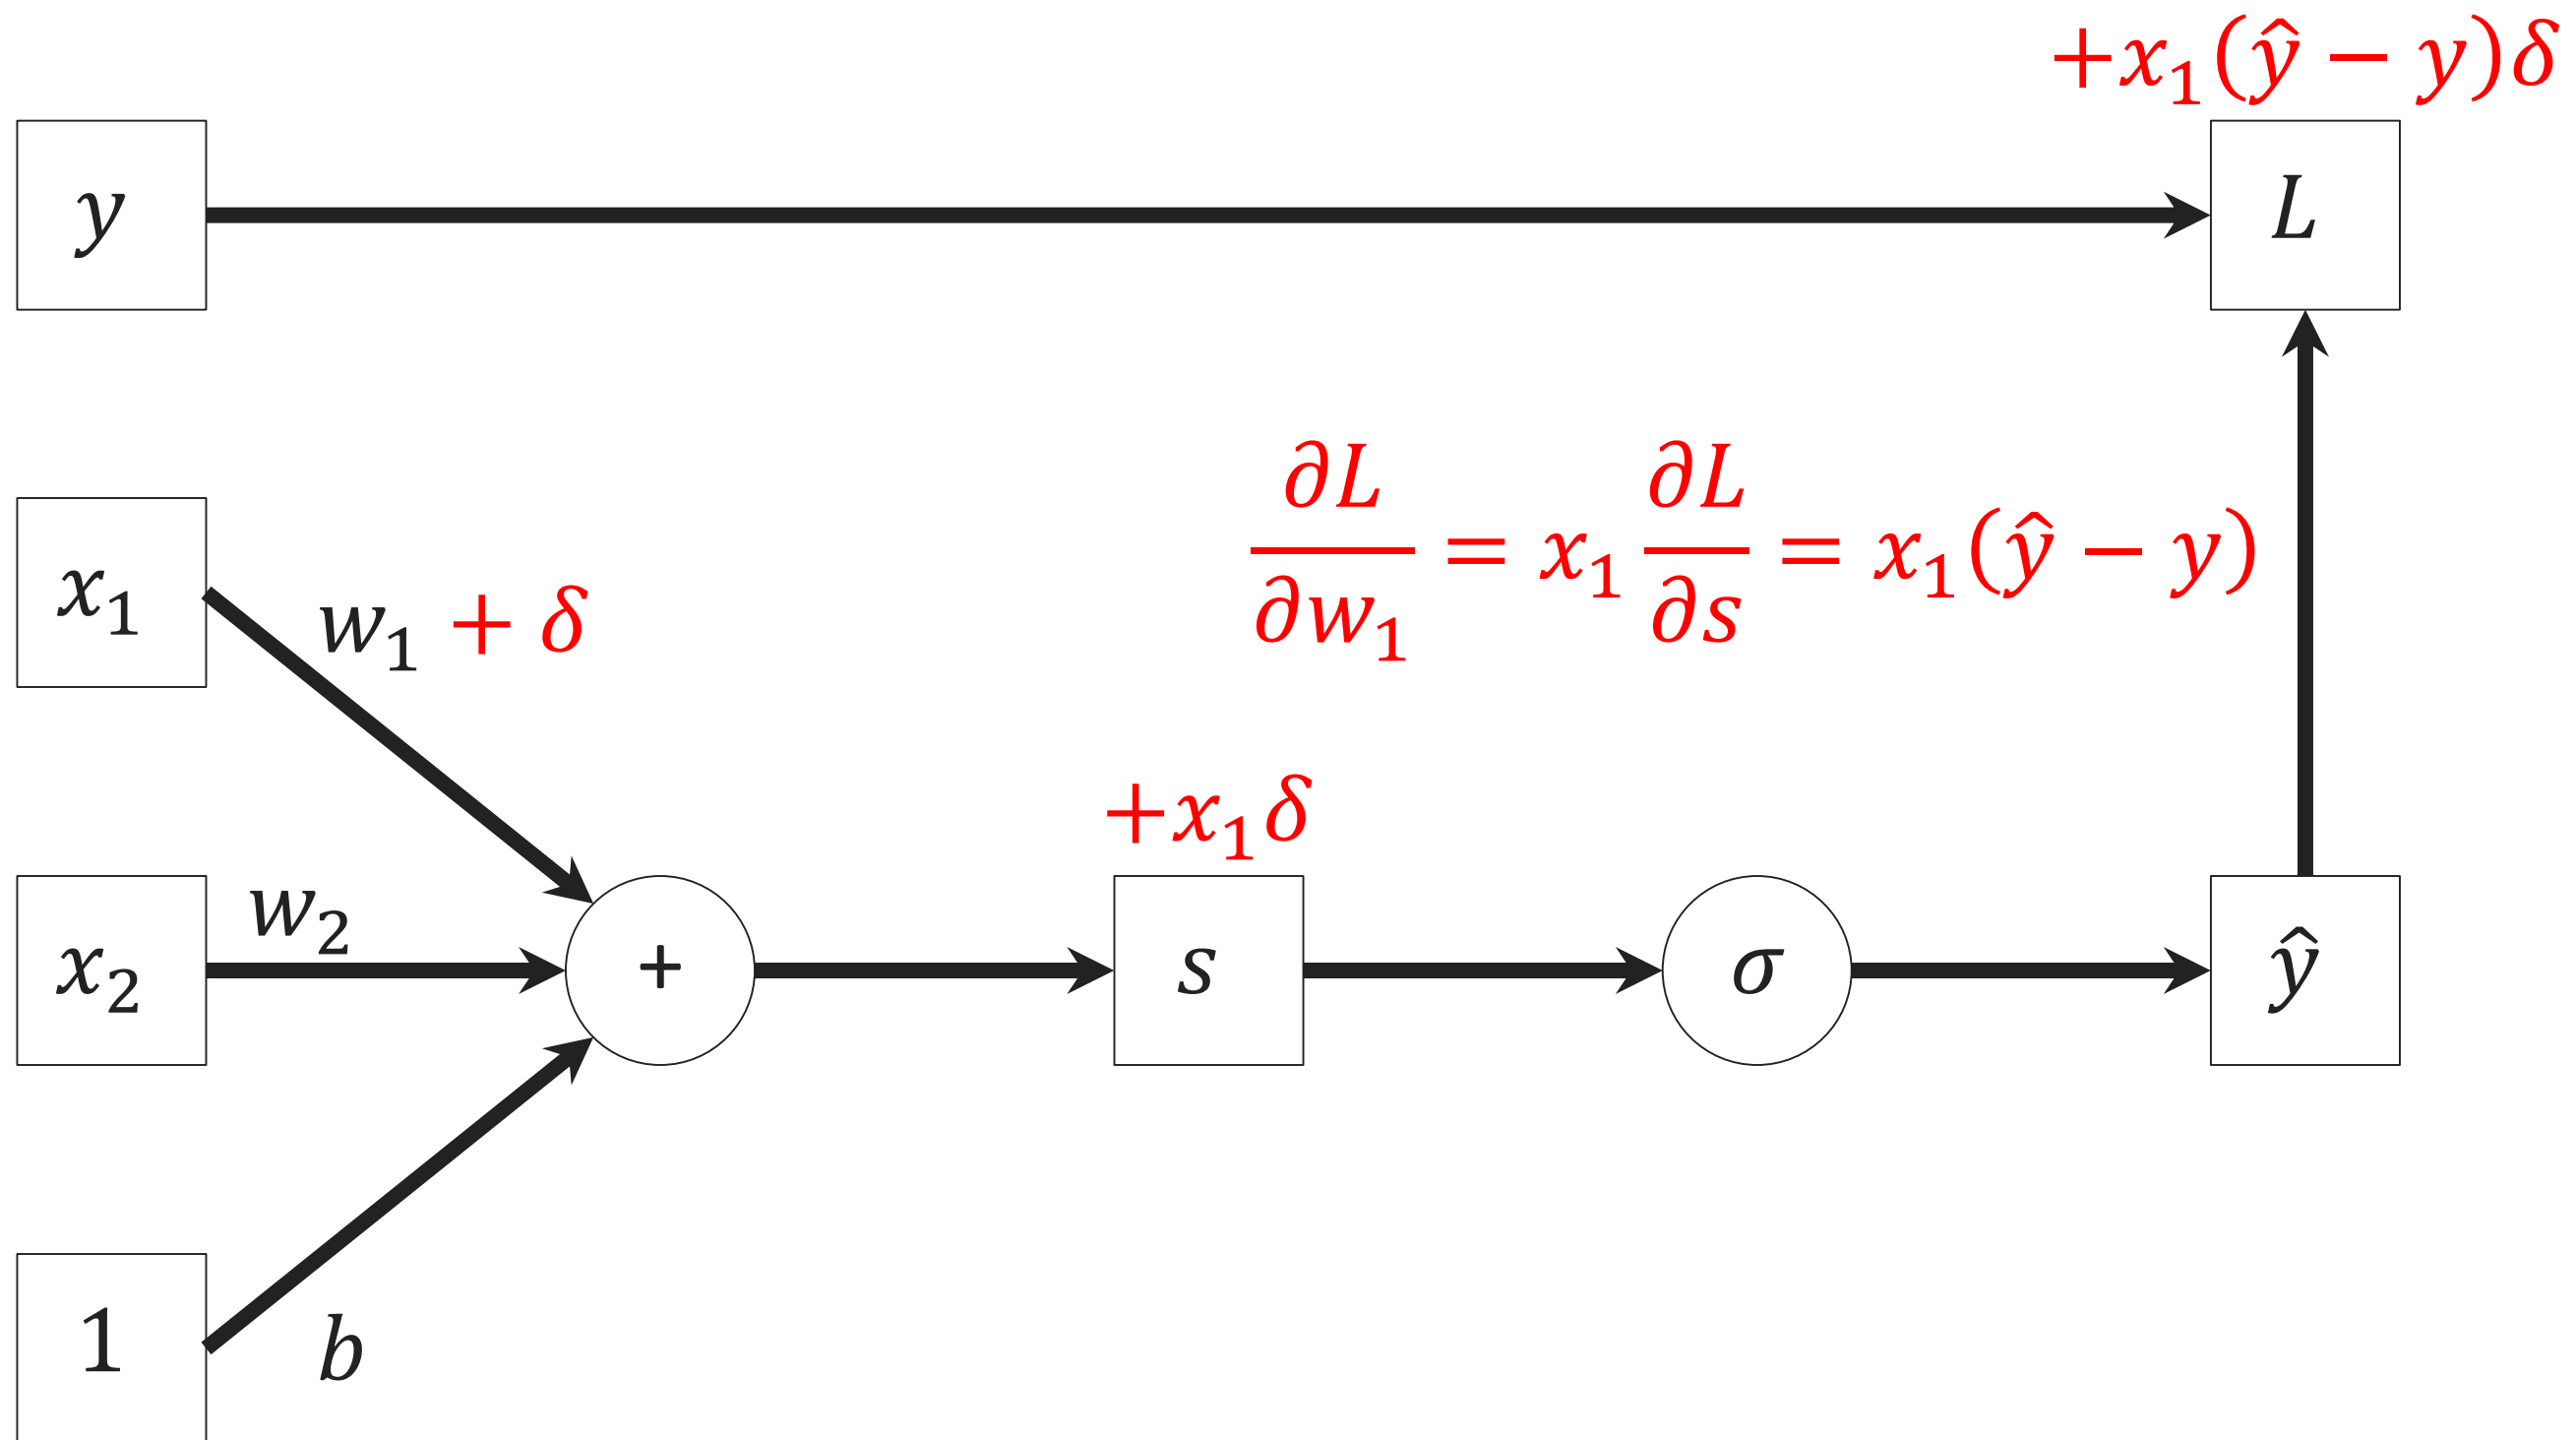 +x₁(ŷ − y)δ
y
L
∂L/∂w₁ = x₁ ∂L/∂s = x₁(ŷ − y)
x₁
w₁ + δ
+x₁δ
w₂
x₂
+
s
σ
ŷ
1
b